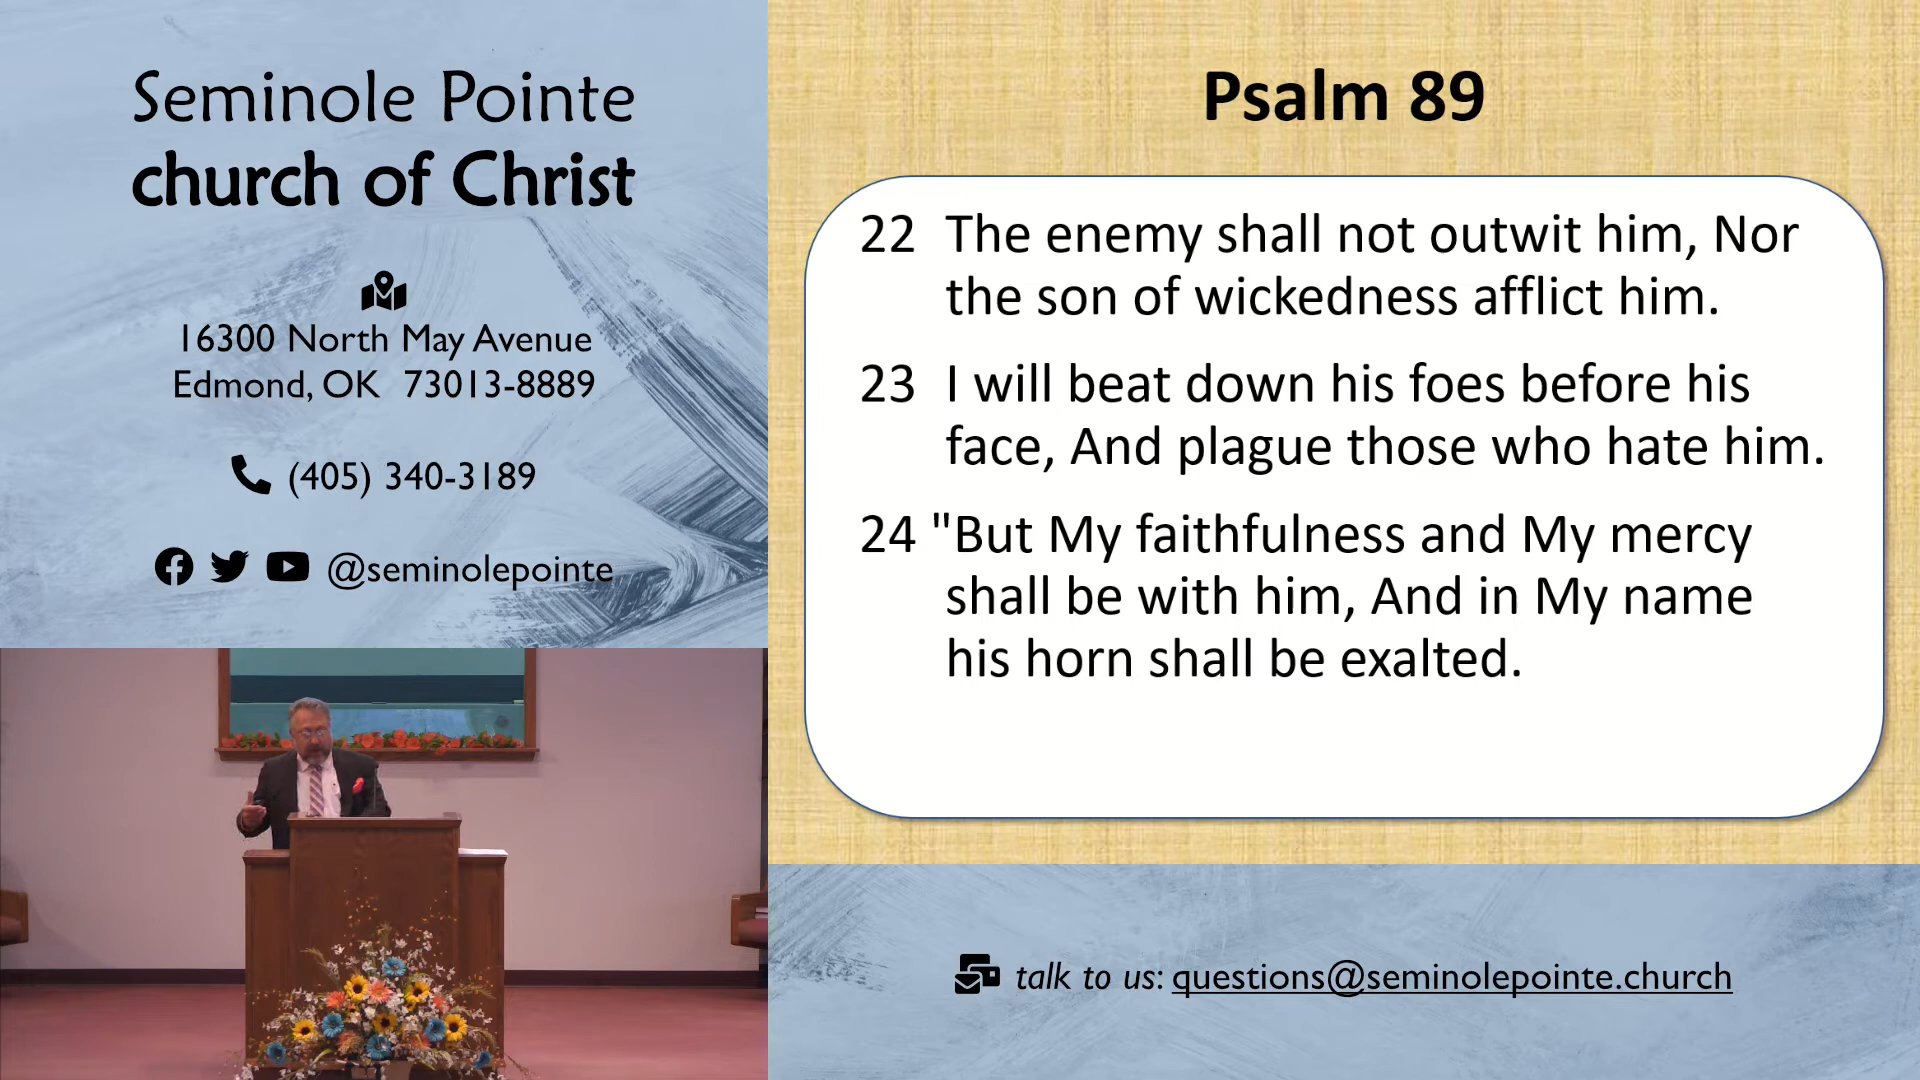 Seminole Pointe
church of Christ
16300 North May Avenue
Edmond, OK 73013-8889
(405) 340-3189
@seminolepointe
Psalm 89
22 The enemy shall not outwit him, Nor
the son of wickedness afflict him.
23 I will beat down his foes before his
face, And plague those who hate him.
24 "But My faithfulness and My mercy
shall be with him, And in My name
his horn shall be exalted.
talk to us: questions@seminolepointe.church